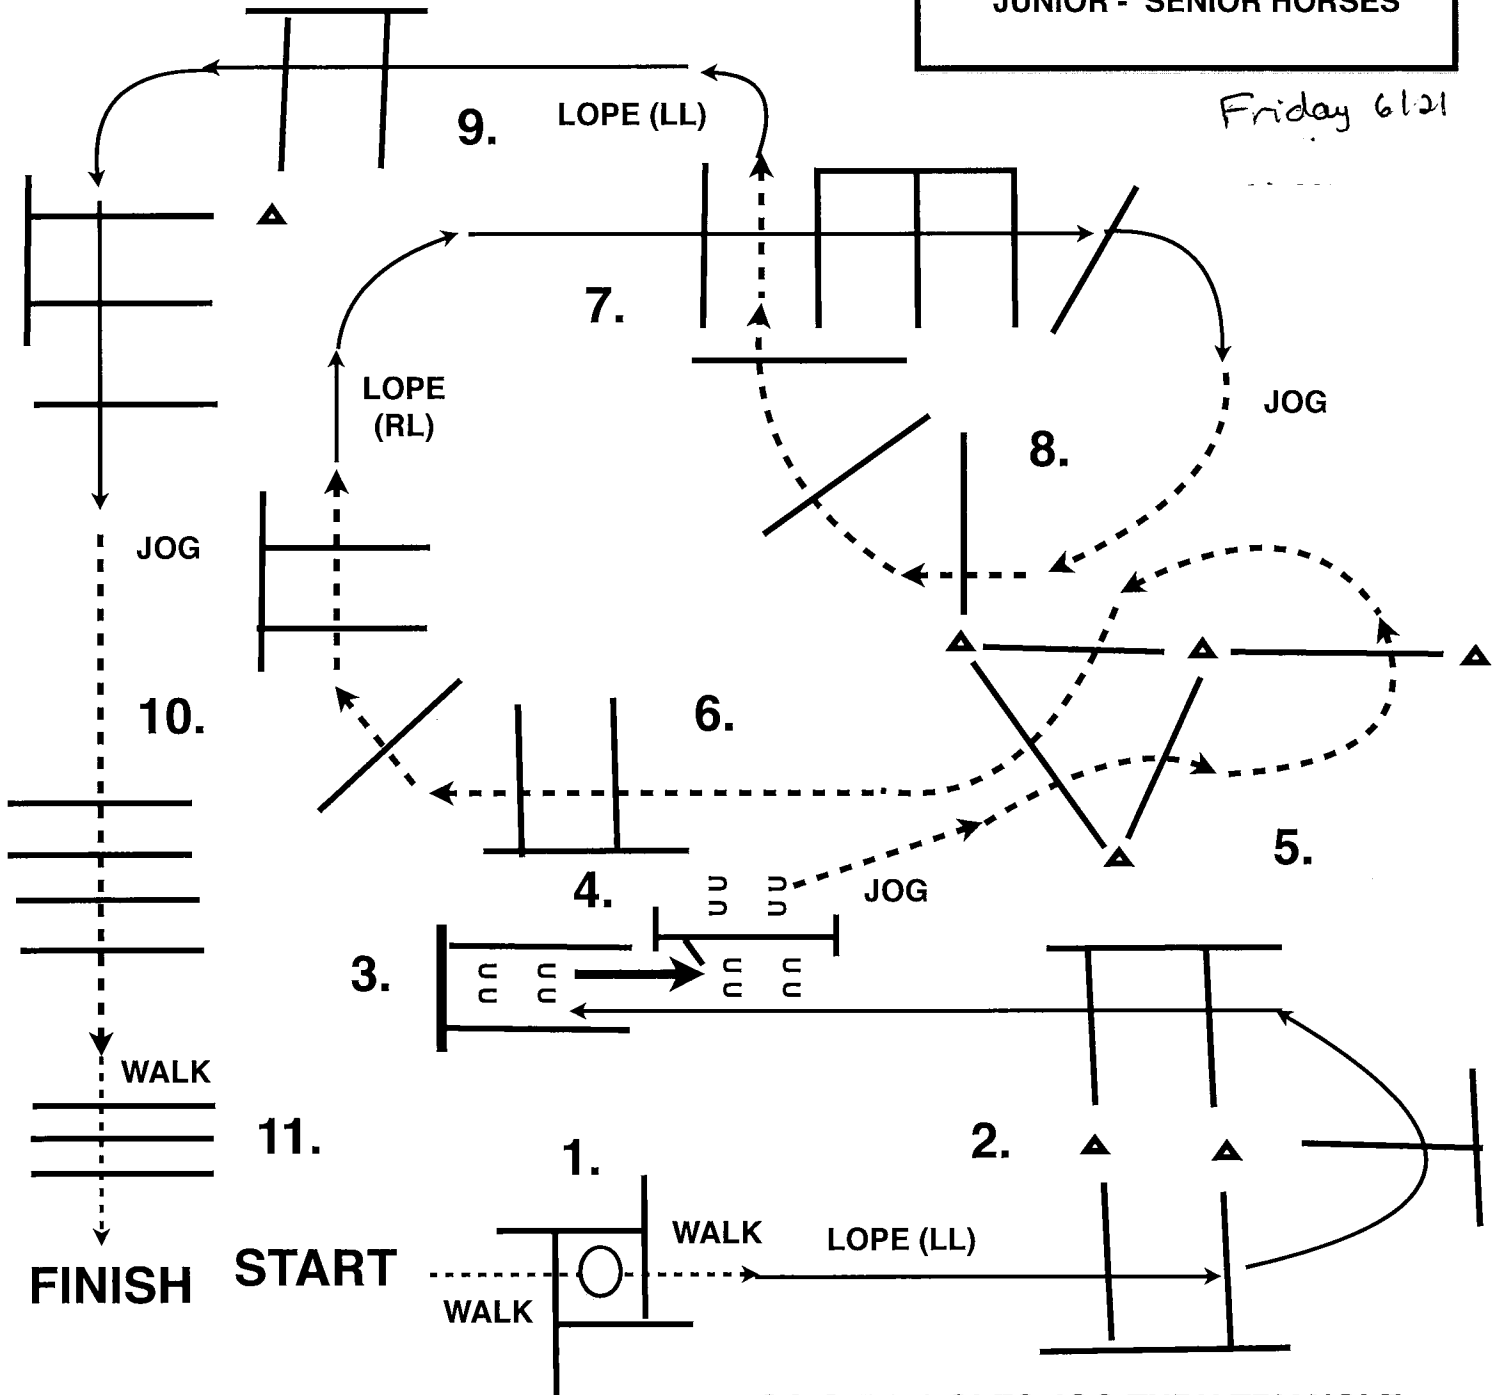 JUNIOR - SENIOR HORSES
Friday 6/21
9.
LOPE (LL)
7.
LOPE
(RL)
JOG
8.
JOG
10.
6.
5.
4.
JOG
3.
WALK
2.
11.
1.
WALK
LOPE (LL)
START
FINISH
WALK